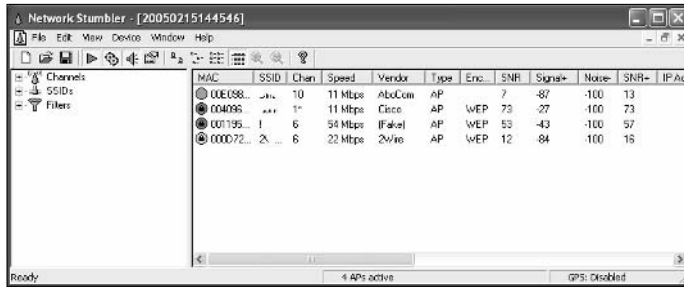 Network Stumbler - [20050215144546]
File Edit View Device Window Help
Channels
SSIDs
Filters
MAC SSID Chan Speed Vendor Type Enc... SNR Signal+ Noise- SNR+ IP Ad
00E098... 10 11 Mbps AboCom AP 7 -87 -100 13
004096... 11 Mbps Cisco AP WEP 73 -27 -100 73
001195... 6 54 Mbps (Fake) AP WEP 53 -43 -100 57
000D72... 6 22 Mbps 2Wire AP WEP 12 -84 -100 16
Ready 4 APs active GPS: Disabled